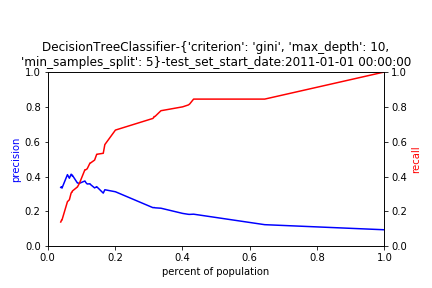 DecisionTreeClassifier-{'criterion': 'gini', 'max_depth': 10,
'min_samples_split': 5}-test_set_start_date:2011-01-01 00:00:00
1.0
0.8
0.6
0.4
0.2
0.0
precision
1.0
0.8
0.6
0.4
0.2
0.0
recall
0.0 0.2 0.4 0.6 0.8 1.0
percent of population